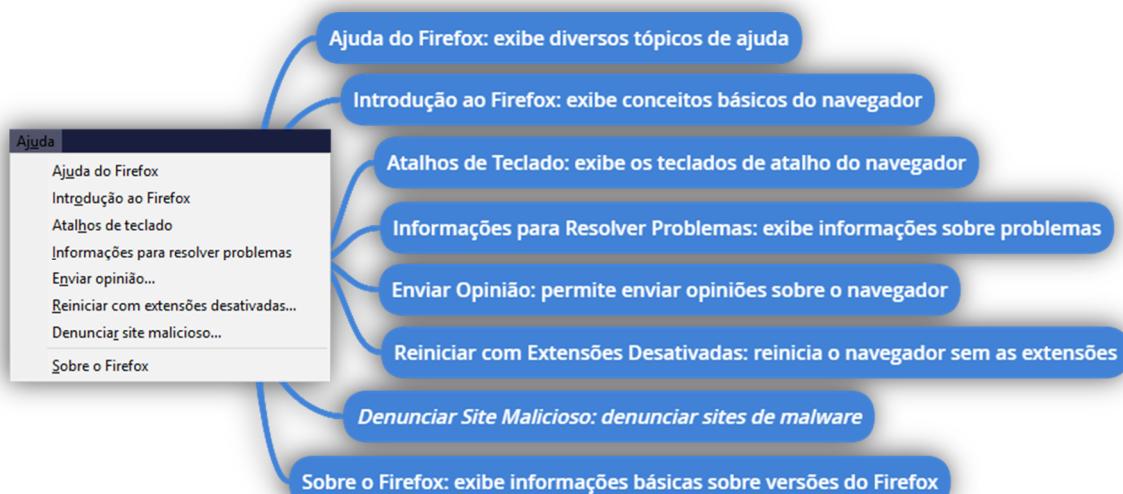 Ajuda do Firefox: exibe diversos tópicos de ajuda
Introdução ao Firefox: exibe conceitos básicos do navegador
Ajuda
Ajuda do Firefox
Introdução ao Firefox
Atalhos de teclado
Informações para resolver problemas
Enviar opinião...
Reiniciar com extensões desativadas...
Denunciar site malicioso...
Sobre o Firefox
Atalhos de Teclado: exibe os teclados de atalho do navegador
Informações para Resolver Problemas: exibe informações sobre problemas
Enviar Opinião: permite enviar opiniões sobre o navegador
Reiniciar com Extensões Desativadas: reinicia o navegador sem as extensões
Denunciar Site Malicioso: denunciar sites de malware
Sobre o Firefox: exibe informações básicas sobre versões do Firefox